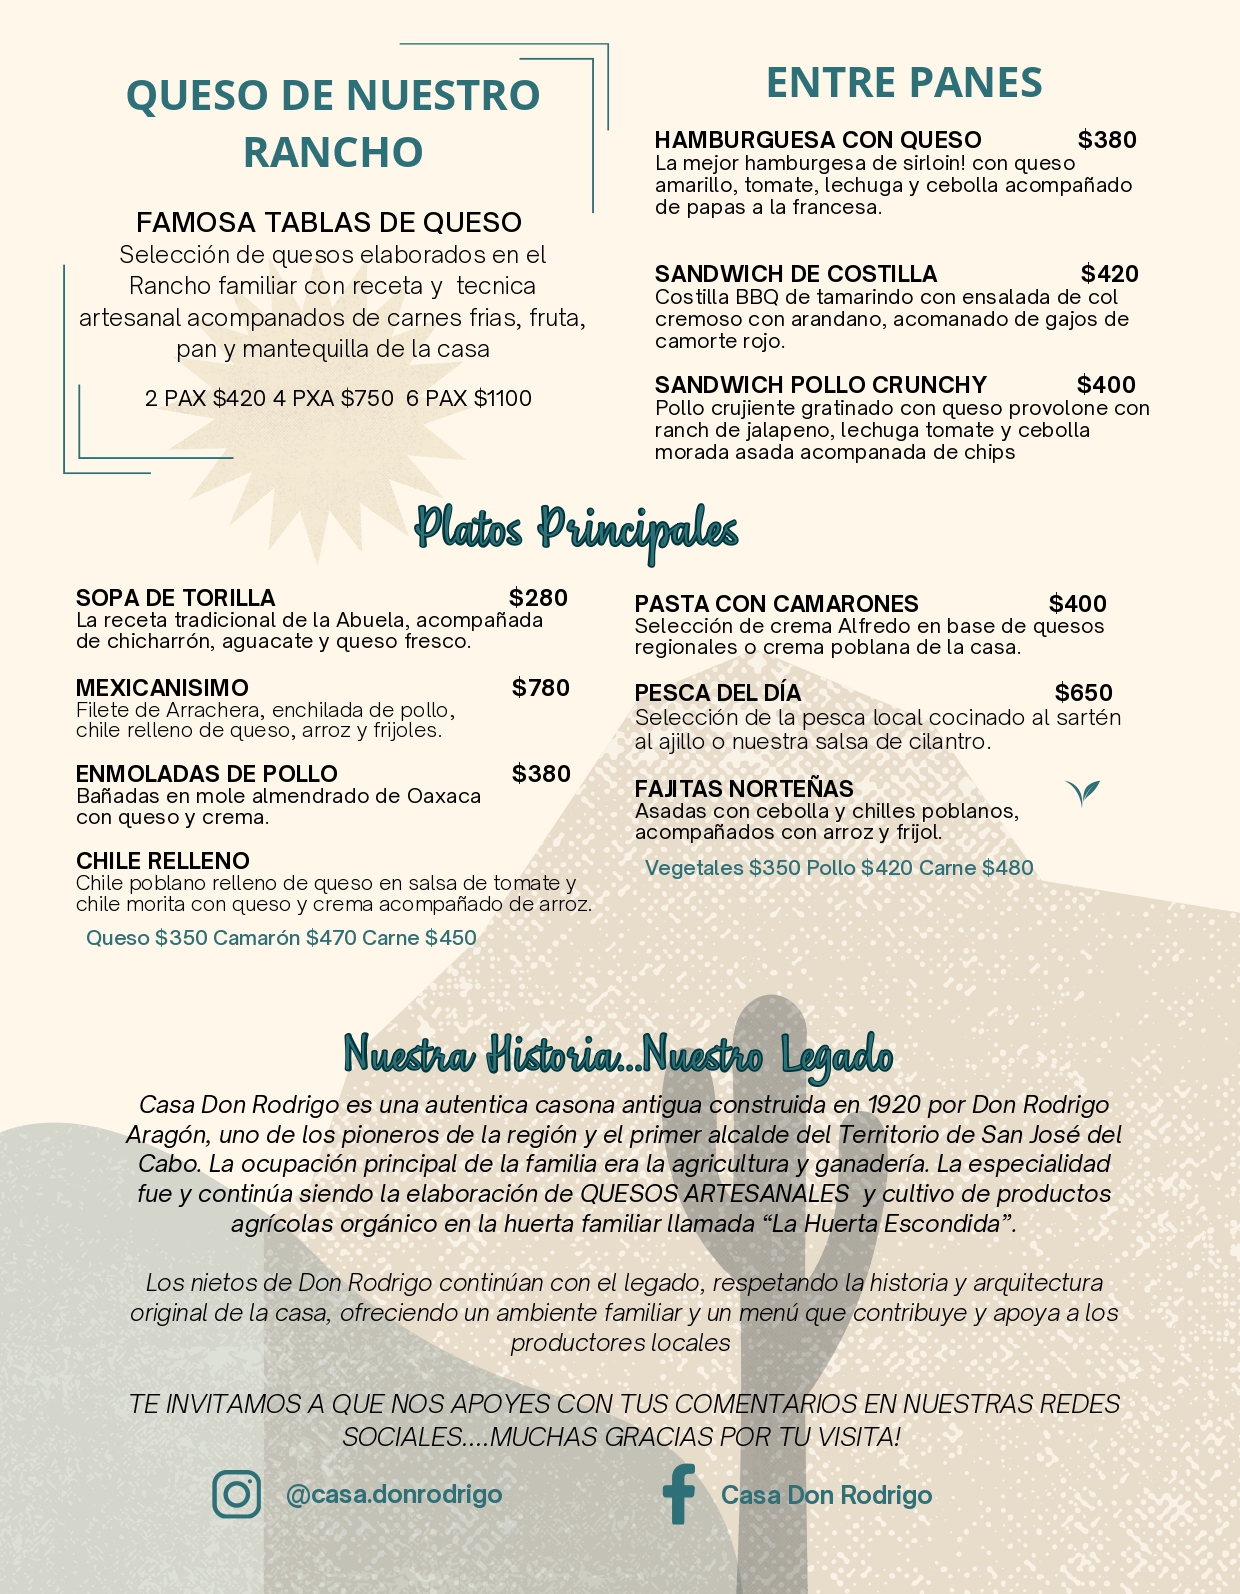 QUESO DE NUESTRO
RANCHO
FAMOSA TABLAS DE QUESO
Selección de quesos elaborados en el
Rancho familiar con receta y tecnica
artesanal acompanados de carnes frias, fruta,
pan y mantequilla de la casa
2 PAX $420 4 PXA $750 6 PAX $1100
ENTRE PANES
HAMBURGUESA CON QUESO $380
La mejor hamburgesa de sirloin! con queso
amarillo, tomate, lechuga y cebolla acompañado
de papas a la francesa.
SANDWICH DE COSTILLA $420
Costilla BBQ de tamarindo con ensalada de col
cremoso con arandano, acomanado de gajos de
camorte rojo.
SANDWICH POLLO CRUNCHY $400
Pollo crujiente gratinado con queso provolone con
ranch de jalapeno, lechuga tomate y cebolla
morada asada acompanada de chips
Platos Principales
SOPA DE TORILLA $280
La receta tradicional de la Abuela, acompañada
de chicharrón, aguacate y queso fresco.
MEXICANISIMO $780
Filete de Arrachera, enchilada de pollo,
chile relleno de queso, arroz y frijoles.
ENMOLADAS DE POLLO $380
Bañadas en mole almendrado de Oaxaca
con queso y crema.
CHILE RELLENO
Chile poblano relleno de queso en salsa de tomate y
chile morita con queso y crema acompañado de arroz.
Queso $350 Camarón $470 Carne $450
PASTA CON CAMARONES $400
Selección de crema Alfredo en base de quesos
regionales o crema poblana de la casa.
PESCA DEL DÍA $650
Selección de la pesca local cocinado al sartén
al ajillo o nuestra salsa de cilantro.
FAJITAS NORTEÑAS
Asadas con cebolla y chilles poblanos,
acompañados con arroz y frijol.
Vegetales $350 Pollo $420 Carne $480
Nuestra Historia...Nuestro Legado
Casa Don Rodrigo es una autentica casona antigua construida en 1920 por Don Rodrigo
Aragón, uno de los pioneros de la región y el primer alcalde del Territorio de San José del
Cabo. La ocupación principal de la familia era la agricultura y ganadería. La especialidad
fue y continúa siendo la elaboración de QUESOS ARTESANALES y cultivo de productos
agrícolas orgánico en la huerta familiar llamada “La Huerta Escondida”.
Los nietos de Don Rodrigo continúan con el legado, respetando la historia y arquitectura
original de la casa, ofreciendo un ambiente familiar y un menú que contribuye y apoya a los
productores locales
TE INVITAMOS A QUE NOS APOYES CON TUS COMENTARIOS EN NUESTRAS REDES
SOCIALES....MUCHAS GRACIAS POR TU VISITA!
@casa.donrodrigo
Casa Don Rodrigo